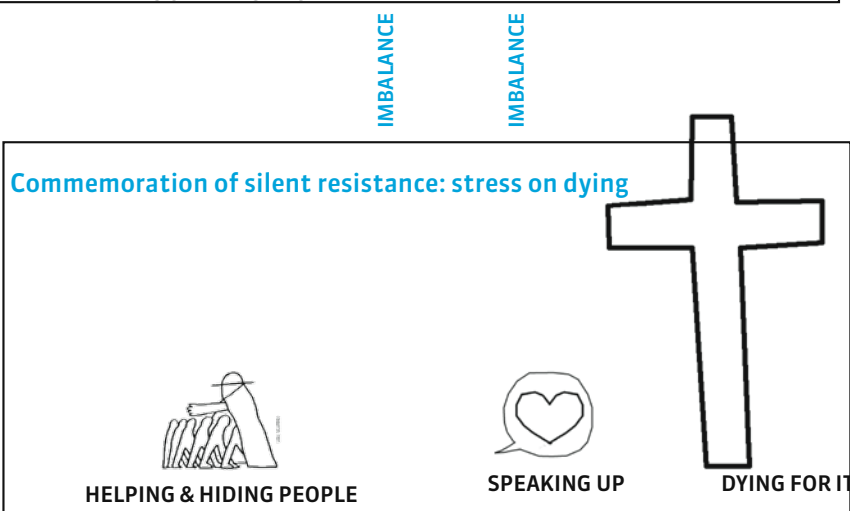 IMBALANCE
IMBALANCE
Commemoration of silent resistance: stress on dying
HELPING & HIDING PEOPLE
SPEAKING UP
DYING FOR IT